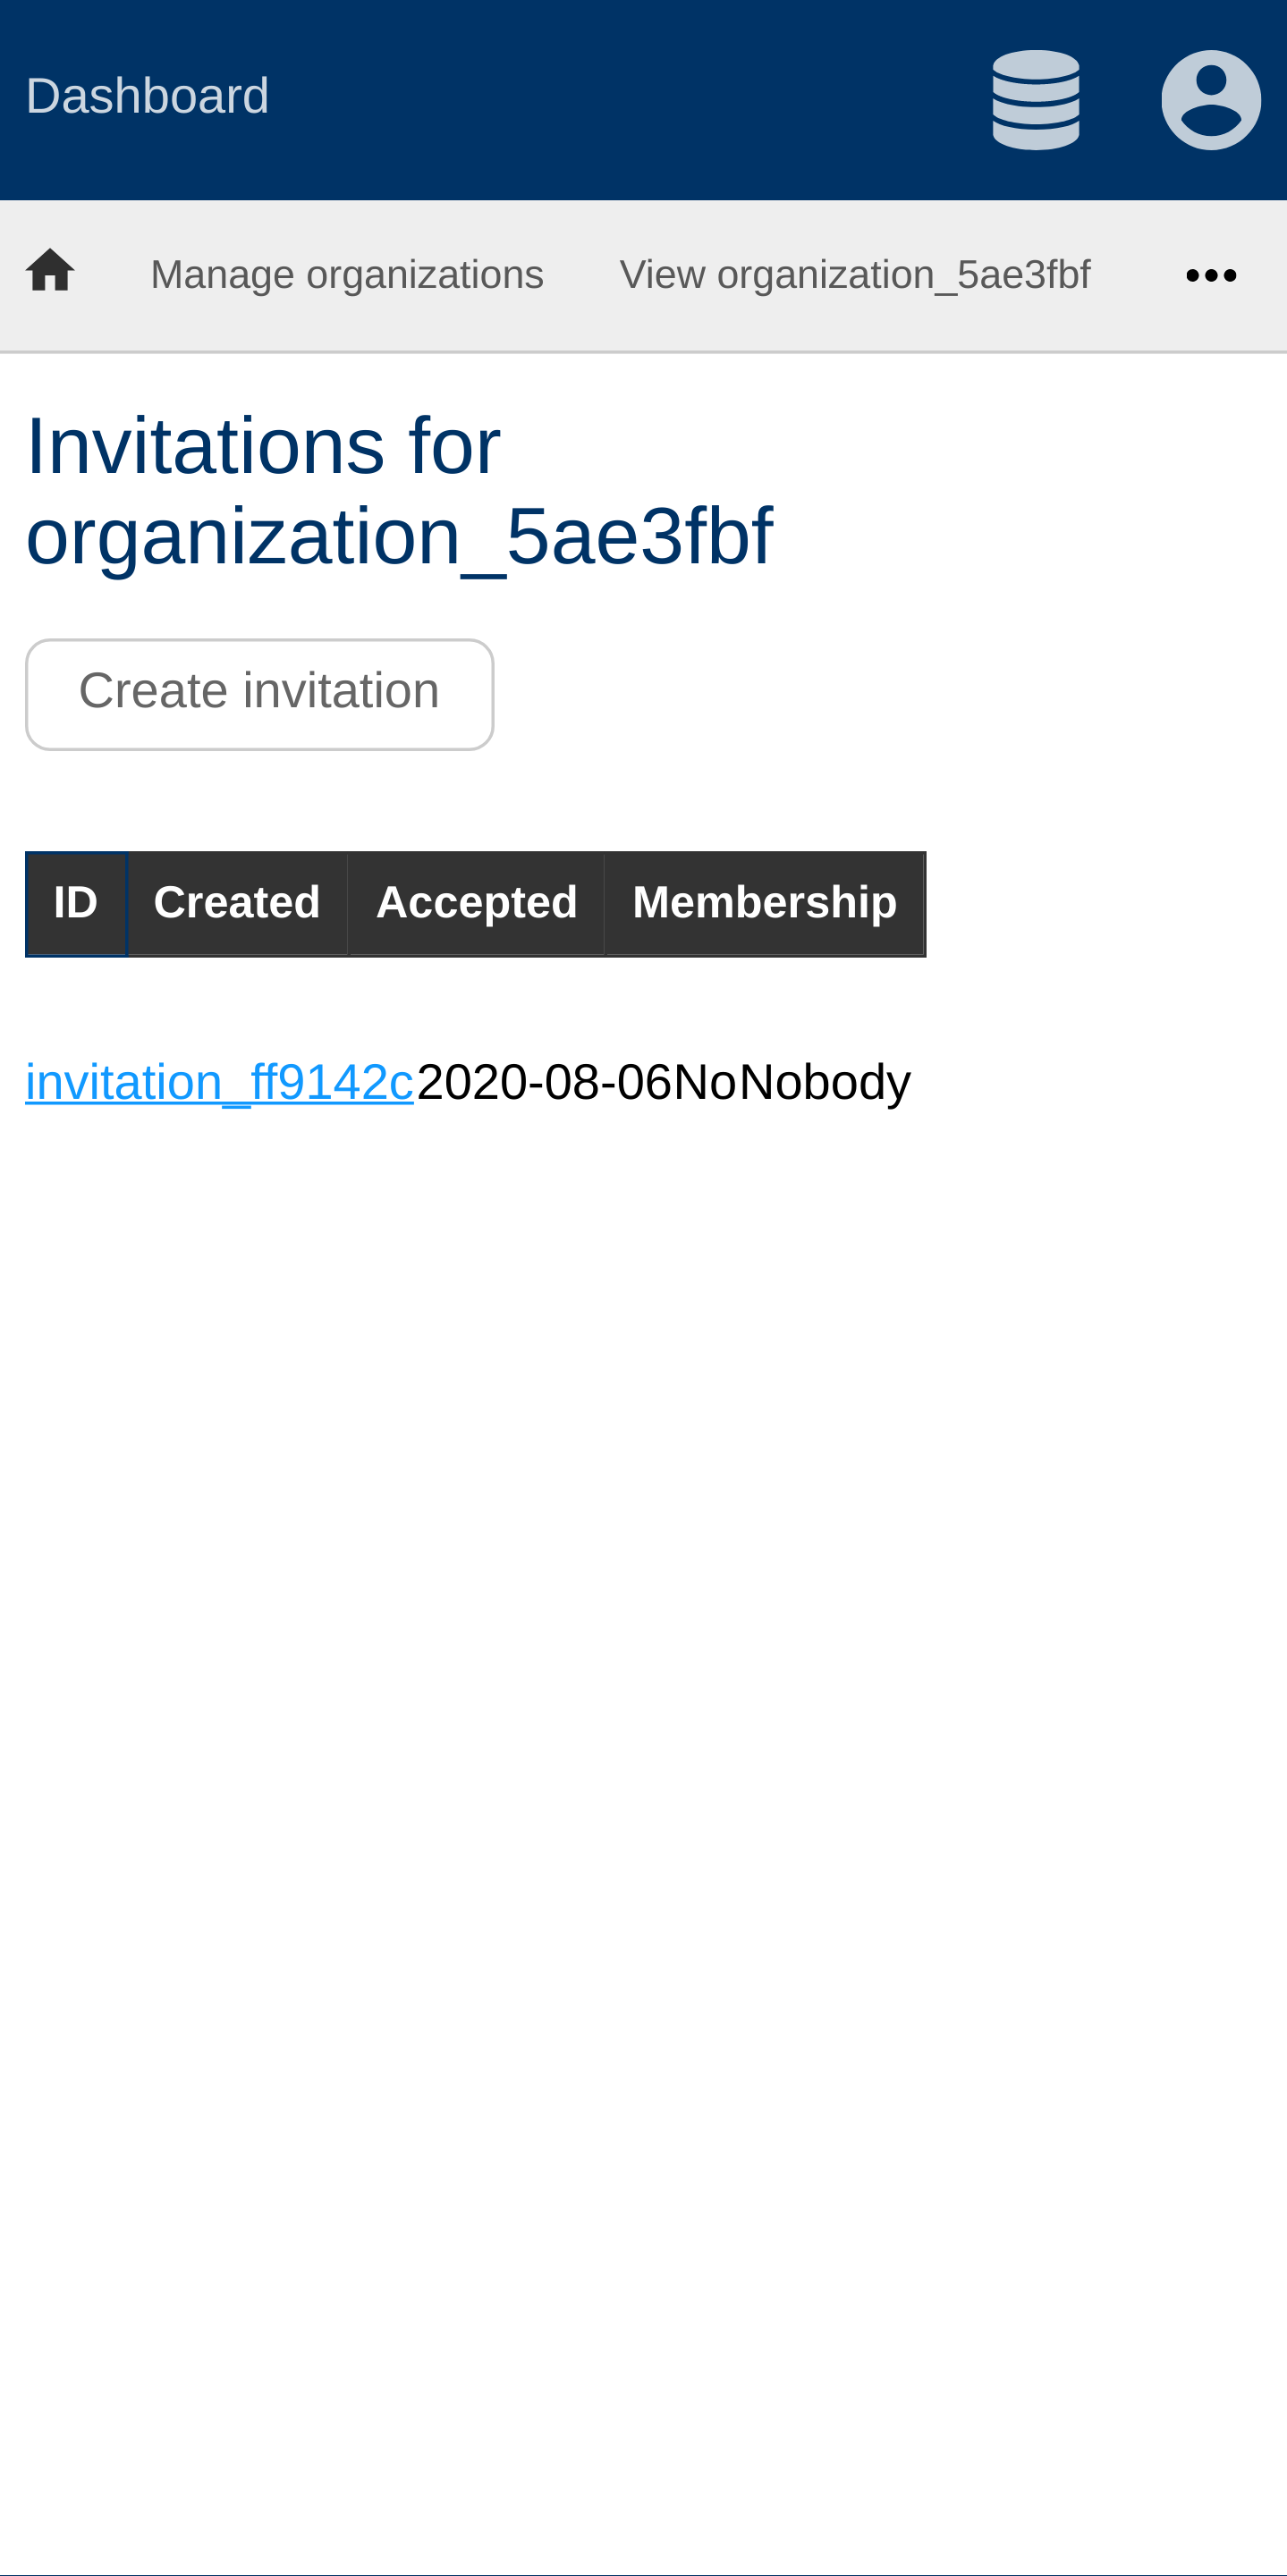 Dashboard
Manage organizations View organization_5ae3fbf
Invitations for
organization_5ae3fbf
Create invitation
ID Created Accepted Membership
invitation_ff9142c2020-08-06NoNobody